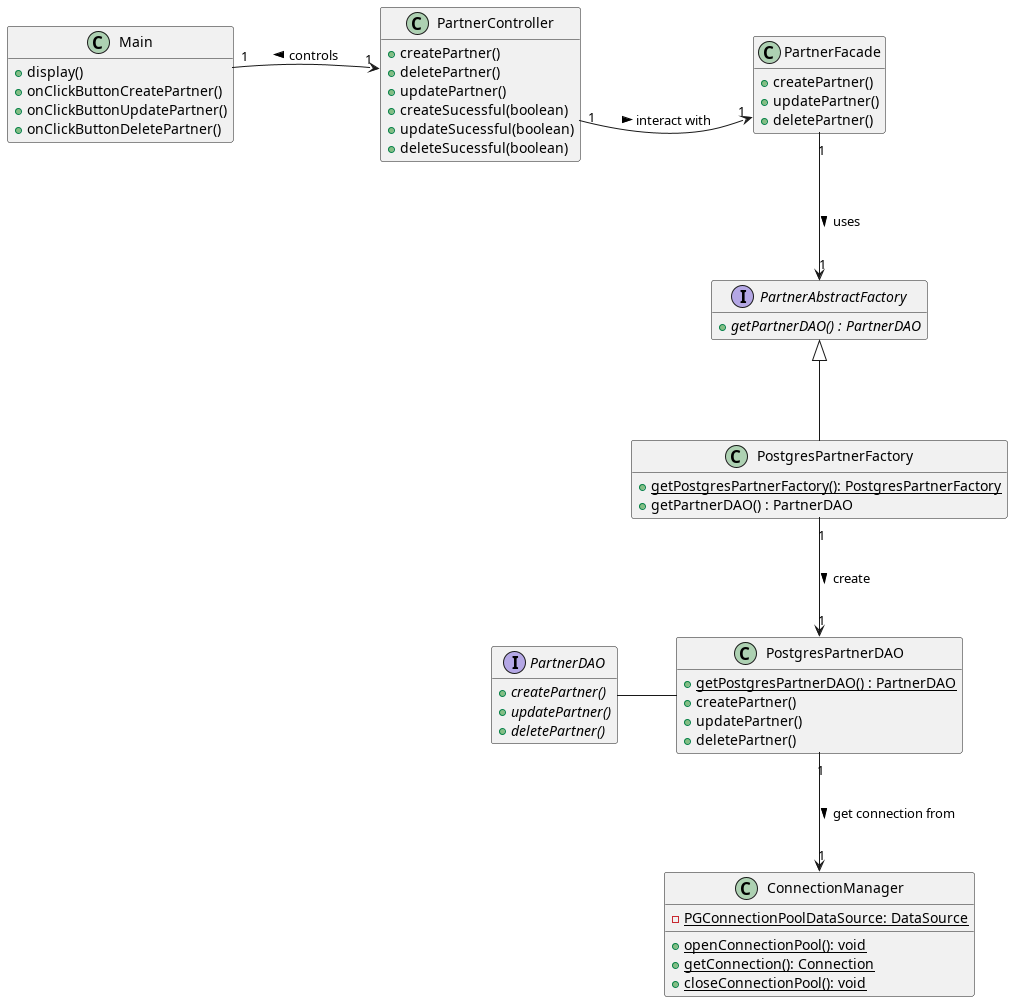 C Main
display()
onClickButtonCreatePartner()
onClickButtonUpdatePartner()
onClickButtonDeletePartner()
1
controls
1
C PartnerController
createPartner()
deletePartner()
updatePartner()
createSucessful(boolean)
updateSucessful(boolean)
deleteSucessful(boolean)
1
interact with
1
C PartnerFacade
createPartner()
updatePartner()
deletePartner()
1
uses
1
I PartnerAbstractFactory
getPartnerDAO() : PartnerDAO
C PostgresPartnerFactory
getPostgresPartnerFactory(): PostgresPartnerFactory
getPartnerDAO() : PartnerDAO
1
create
1
I PartnerDAO
createPartner()
updatePartner()
deletePartner()
C PostgresPartnerDAO
getPostgresPartnerDAO() : PartnerDAO
createPartner()
updatePartner()
deletePartner()
1
get connection from
1
C ConnectionManager
PGConnectionPoolDataSource: DataSource
openConnectionPool(): void
getConnection(): Connection
closeConnectionPool(): void